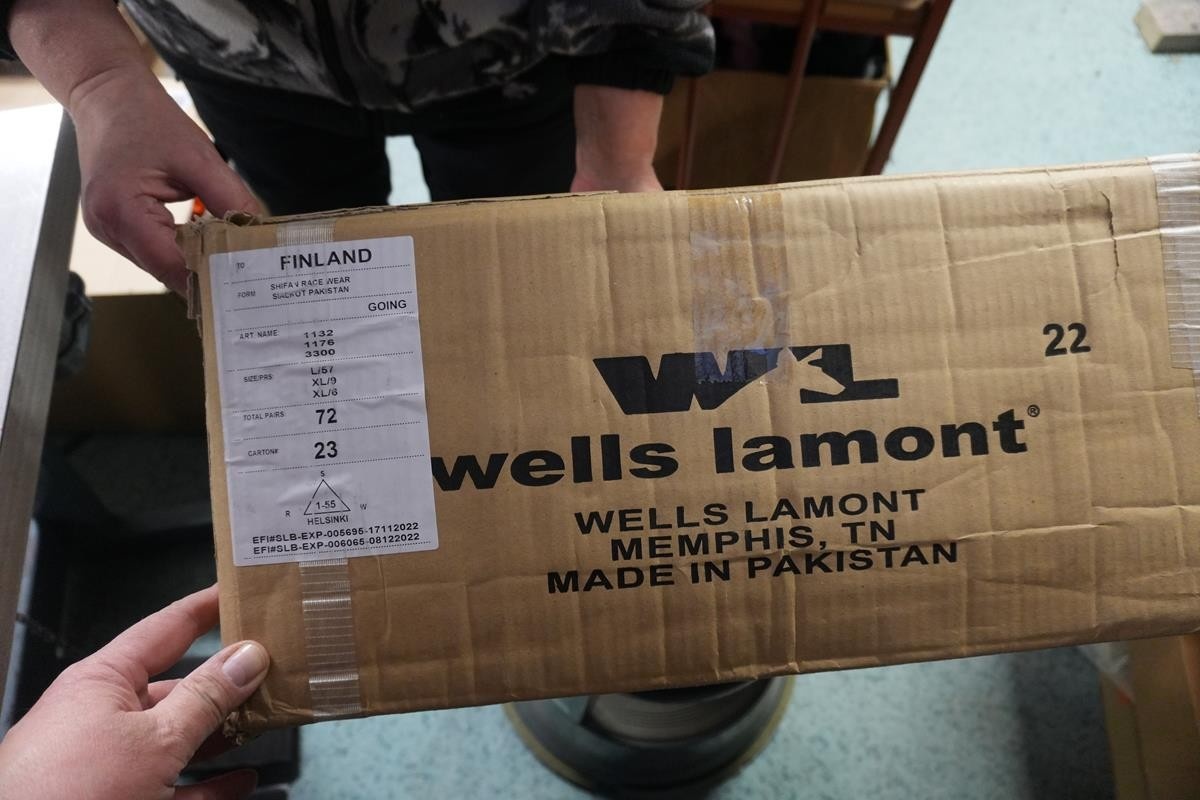 TO FINLAND
FORM SHIFA N RACE WEAR
SIALKOT PAKISTAN
GOING
ART. NAME: 1132
1176
3300
SIZE/PRS: L/57
XL/9
XL/6
TOTAL PAIRS: 72
CARTON# 23
S
R 1-55 W
HELSINKI
EFI#SLB-EXP-005695-17112022
EFI#SLB-EXP-006065-08122022
22
WL
wells lamont®
WELLS LAMONT
MEMPHIS, TN
MADE IN PAKISTAN